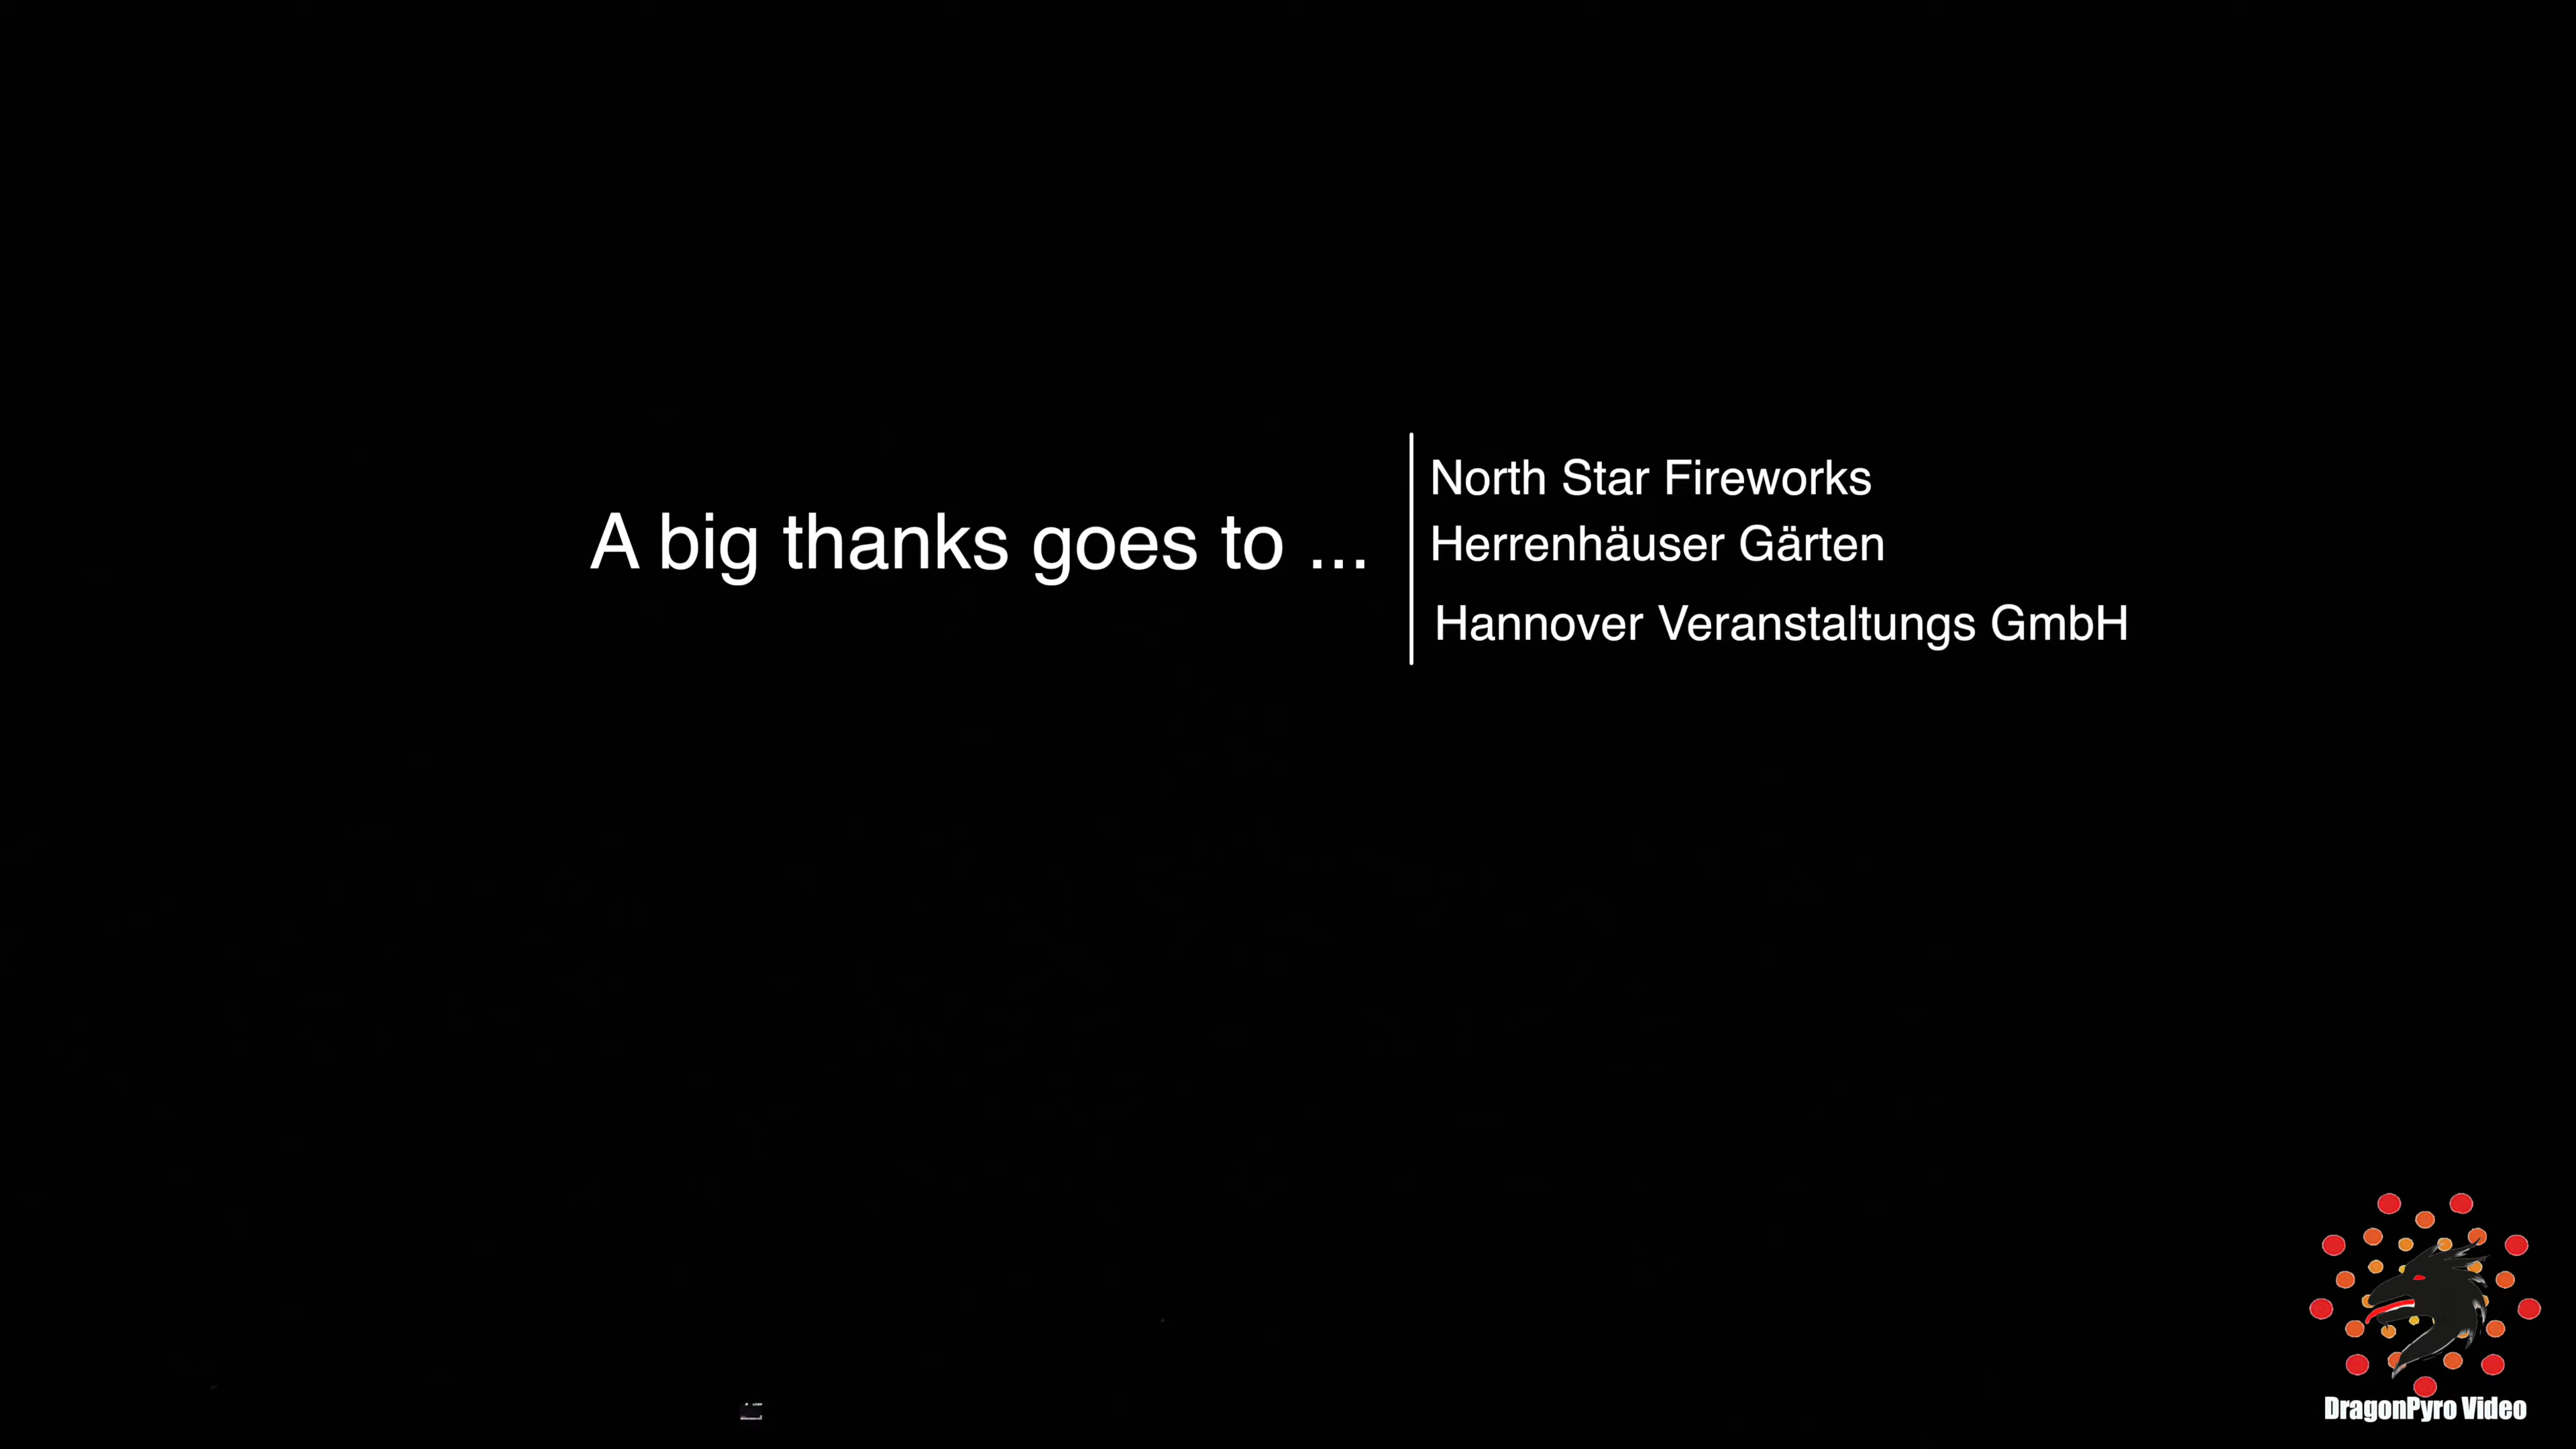 A big thanks goes to ...
North Star Fireworks
Herrenhäuser Gärten
Hannover Veranstaltungs GmbH
DragonPyro Video